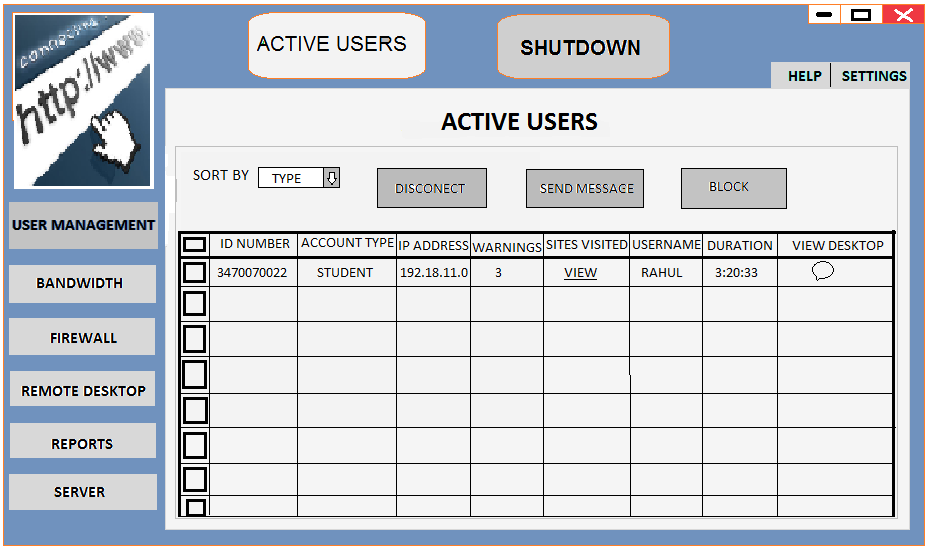 connecting
http://www.
ACTIVE USERS
SHUTDOWN
HELP
SETTINGS
ACTIVE USERS
SORT BY
TYPE
DISCONECT
SEND MESSAGE
BLOCK
USER MANAGEMENT
BANDWIDTH
FIREWALL
REMOTE DESKTOP
REPORTS
SERVER
ID NUMBER ACCOUNT TYPE IP ADDRESS WARNINGS SITES VISITED USERNAME DURATION VIEW DESKTOP
3470070022 STUDENT 192.18.11.0 3 VIEW RAHUL 3:20:33